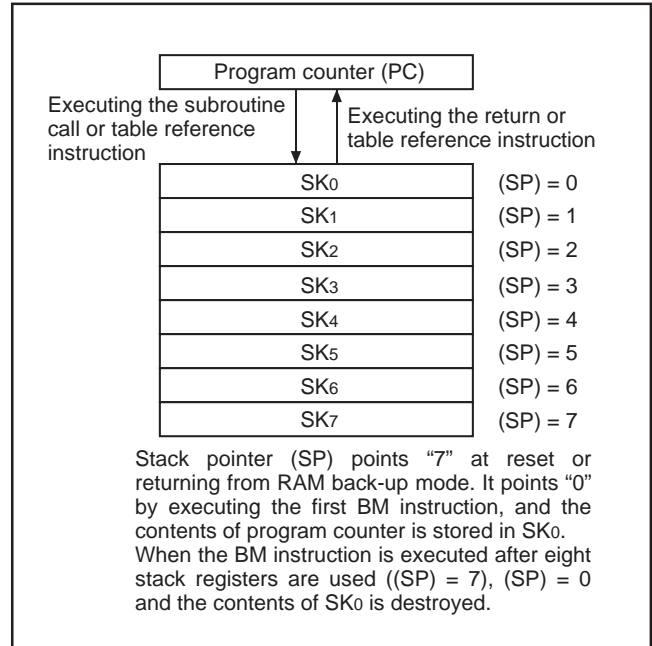 Program counter (PC)
Executing the subroutine
call or table reference
instruction
Executing the return or
table reference instruction
SK0 (SP) = 0
SK1 (SP) = 1
SK2 (SP) = 2
SK3 (SP) = 3
SK4 (SP) = 4
SK5 (SP) = 5
SK6 (SP) = 6
SK7 (SP) = 7
Stack pointer (SP) points “7” at reset or
returning from RAM back-up mode. It points “0”
by executing the first BM instruction, and the
contents of program counter is stored in SK0.
When the BM instruction is executed after eight
stack registers are used ((SP) = 7), (SP) = 0
and the contents of SK0 is destroyed.